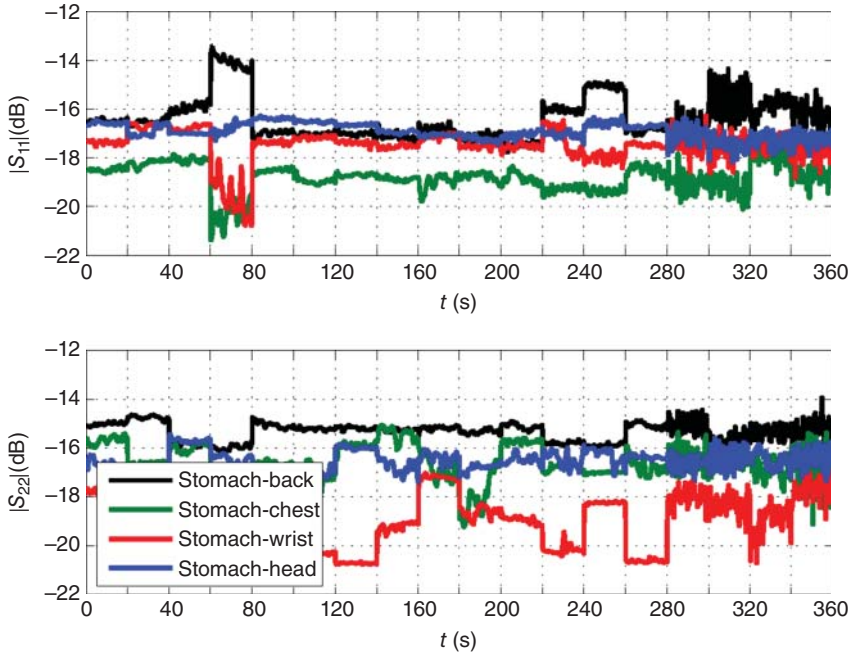 −12
−14
−16
−18
−20
−22
|S11|(dB)
0 40 80 120 160 200 240 280 320 360
t (s)
−12
−14
−16
−18
−20
−22
|S22|(dB)
Stomach-back
Stomach-chest
Stomach-wrist
Stomach-head
0 40 80 120 160 200 240 280 320 360
t (s)